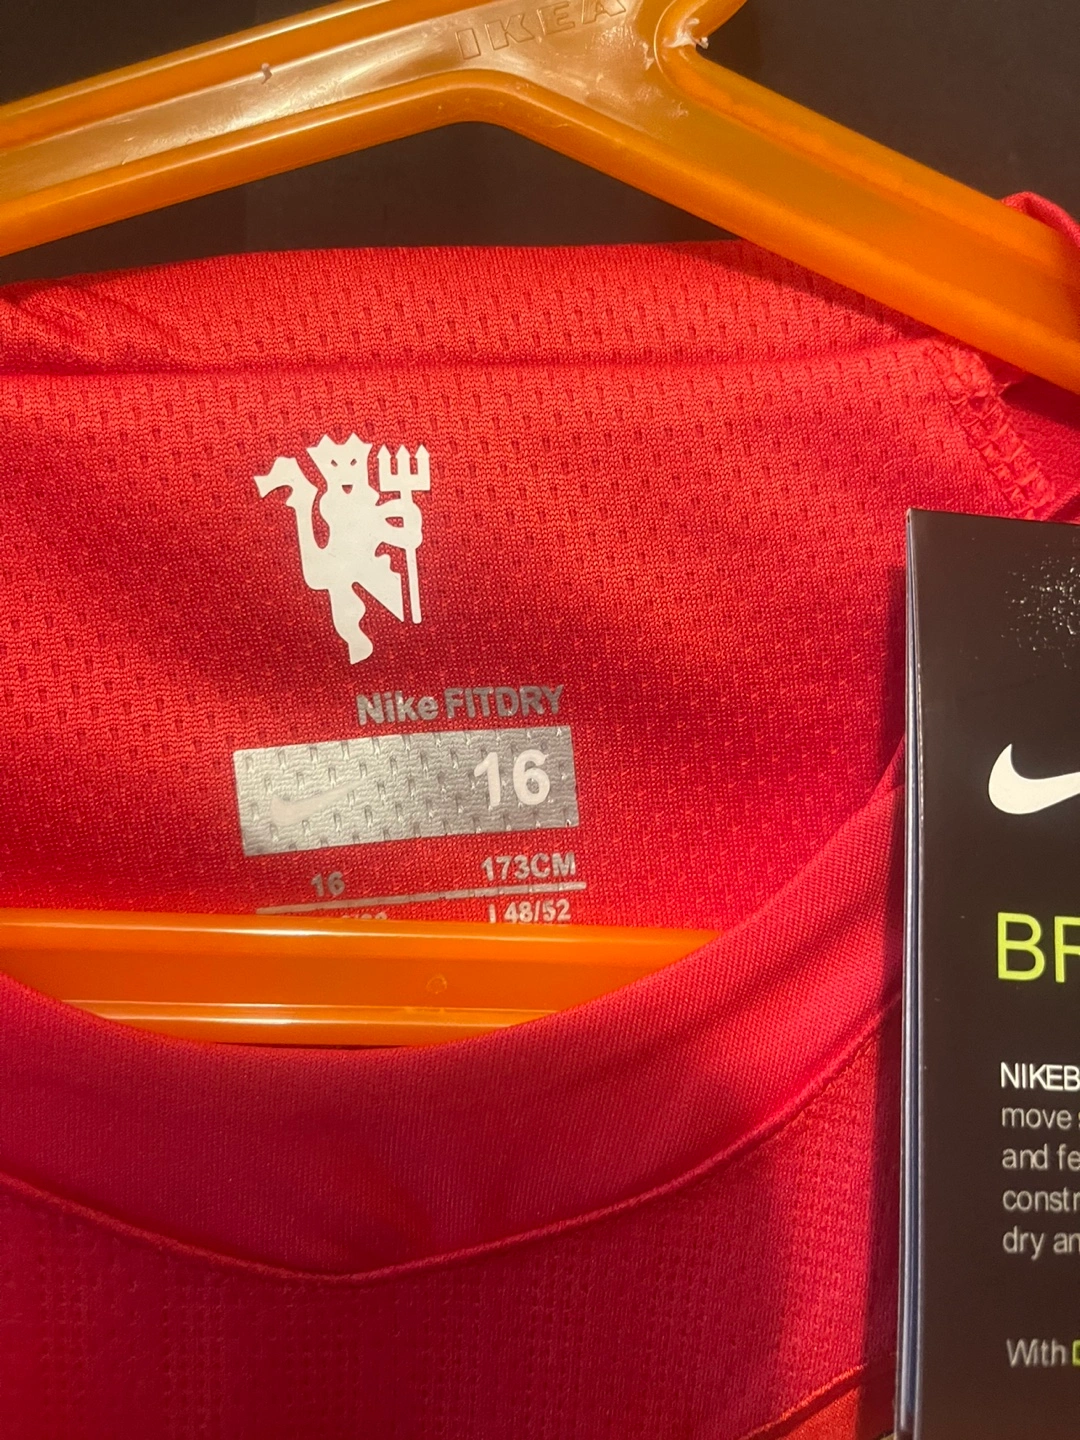 IKEA
Nike FITDRY
16
16 173CM
L 48/52
BR
NIKEB
move s
and fe
constr
dry an
With D